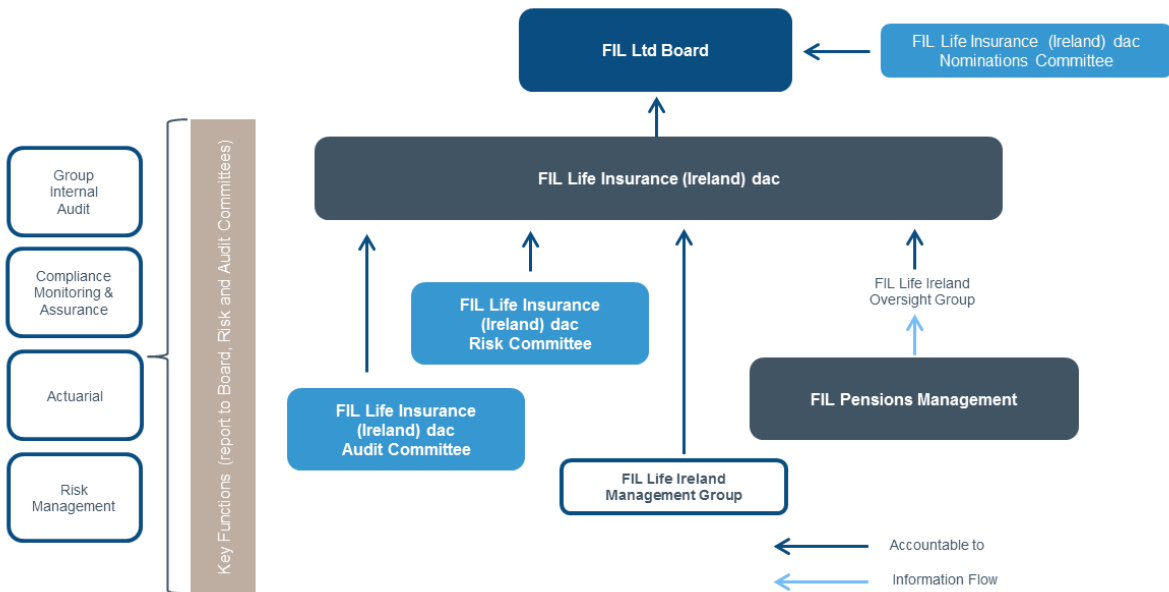 FIL Ltd Board
FIL Life Insurance (Ireland) dac
Nominations Committee
FIL Life Insurance (Ireland) dac
Group
Internal
Audit
Compliance
Monitoring &
Assurance
Actuarial
Risk
Management
Key Functions (report to Board, Risk and Audit Committees)
FIL Life Insurance
(Ireland) dac
Risk Committee
FIL Life Insurance
(Ireland) dac
Audit Committee
FIL Life Ireland
Management Group
FIL Life Ireland
Oversight Group
FIL Pensions Management
Accountable to
Information Flow